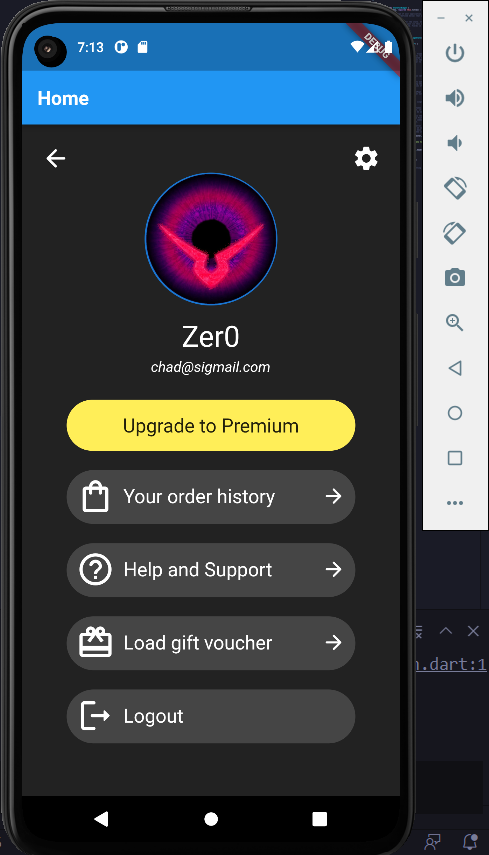 7:13
DEBUG
Home
Zer0
chad@sigmail.com
Upgrade to Premium
Your order history
Help and Support
Load gift voucher
Logout
.dart:1